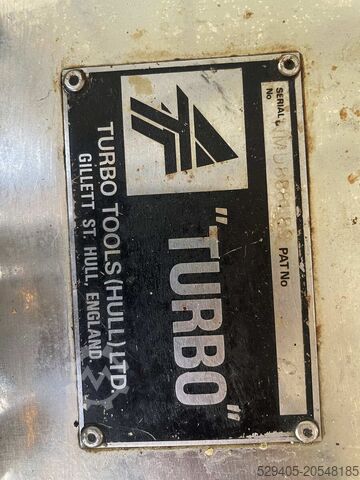 SERIAL No
PAT No
"TURBO"
TURBO TOOLS (HULL) LTD
GILLETT ST. HULL, ENGLAND
529405-20548185